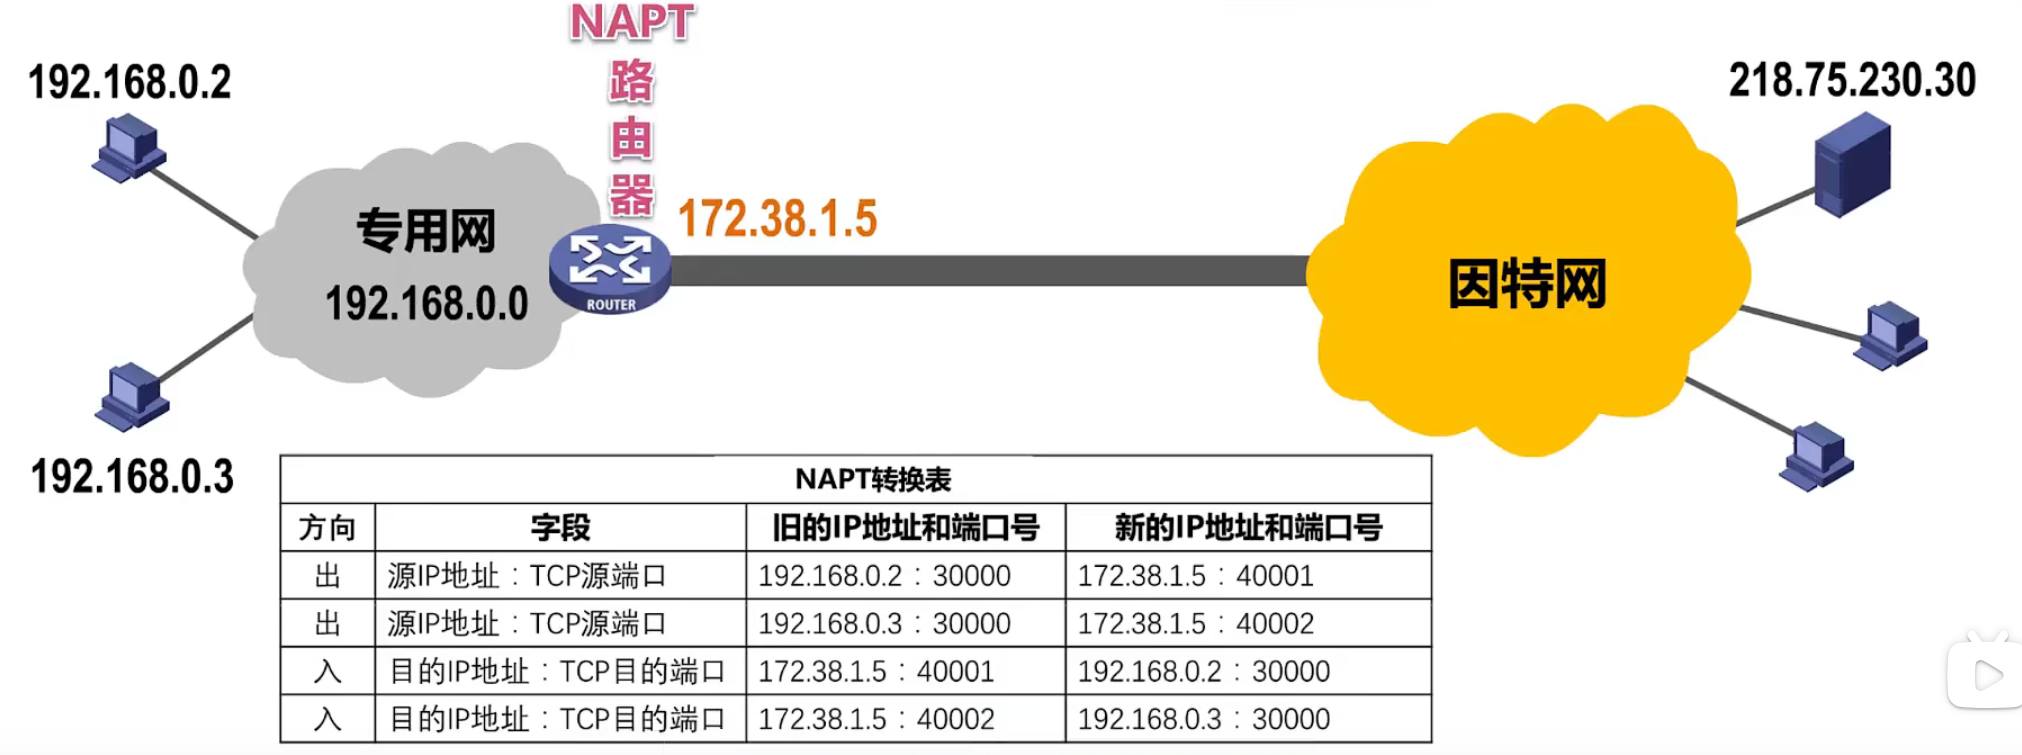 NAPT
路
由
器
192.168.0.2
218.75.230.30
172.38.1.5
专用网
192.168.0.0
ROUTER
因特网
192.168.0.3
NAPT转换表
方向 字段 旧的IP地址和端口号 新的IP地址和端口号
出 源IP地址：TCP源端口 192.168.0.2：30000 172.38.1.5：40001
出 源IP地址：TCP源端口 192.168.0.3：30000 172.38.1.5：40002
入 目的IP地址：TCP目的端口 172.38.1.5：40001 192.168.0.2：30000
入 目的IP地址：TCP目的端口 172.38.1.5：40002 192.168.0.3：30000